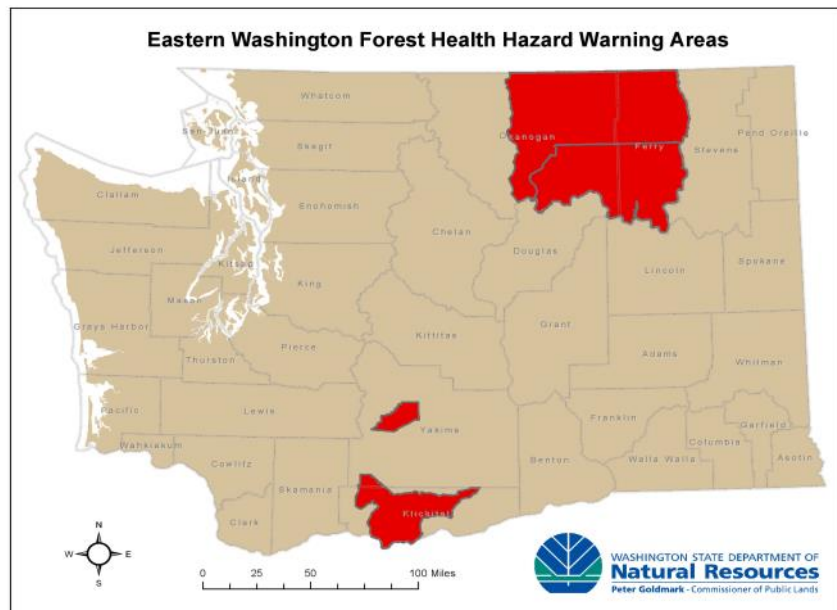 Eastern Washington Forest Health Hazard Warning Areas
Whatcom
San Juan
Okanogan
Ferry
Pend Oreille
Stevens
Skagit
Island
Clallam
Snohomish
Chelan
Jefferson
Douglas
Kitsap
Lincoln
Spokane
King
Mason
Grant
Grays Harbor
Kittitas
Pierce
Thurston
Adams
Whitman
Pacific
Lewis
Yakima
Franklin
Garfield
Wahkiakum
Columbia
Benton
Walla Walla
Asotin
Cowlitz
Skamania
Klickitat
Clark
N
W
E
S
0 25 50 100 Miles
WASHINGTON STATE DEPARTMENT OF
Natural Resources
Peter Goldmark - Commissioner of Public Lands